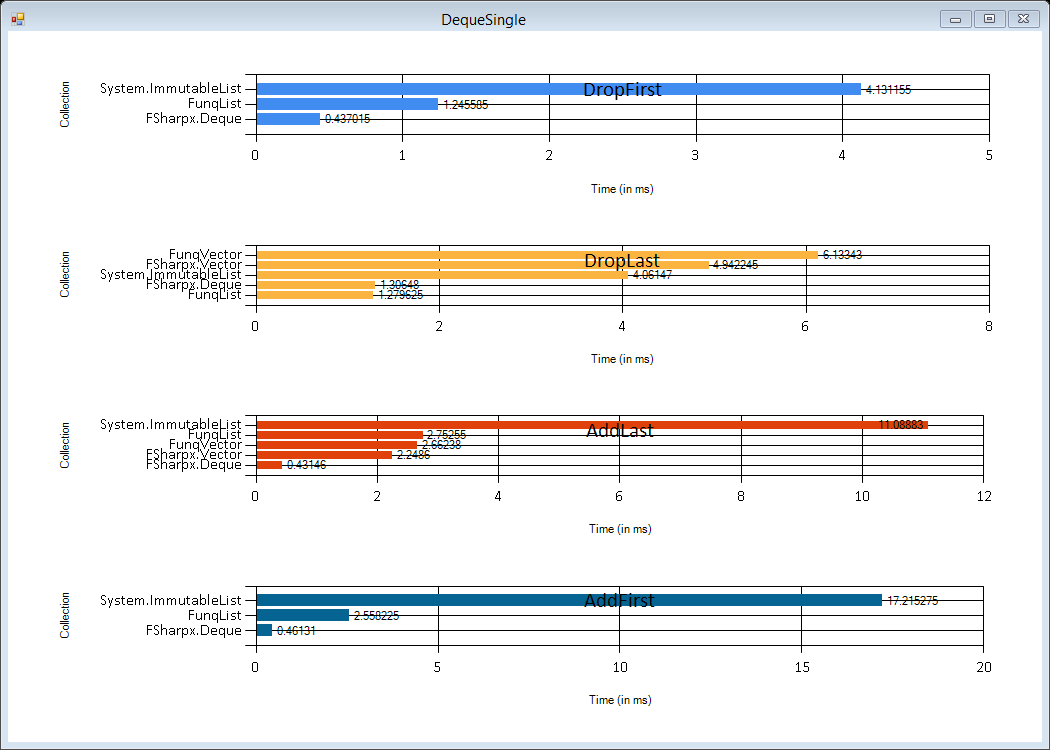 DequeSingle
Collection
DropFirst
System.ImmutableList 4.131155
FunqList 1.245585
FSharpx.Deque 0.437015
0 1 2 3 4 5
Time (in ms)
Collection
DropLast
FunqVector 6.13343
FSharpx.Vector 4.942245
System.ImmutableList 4.06147
FSharpx.Deque 1.30648
FunqList 1.279625
0 2 4 6 8
Time (in ms)
Collection
AddLast
System.ImmutableList 11.08883
FunqList 2.75255
FunqVector 2.66238
FSharpx.Vector 2.2486
FSharpx.Deque 0.43146
0 2 4 6 8 10 12
Time (in ms)
Collection
AddFirst
System.ImmutableList 17.215275
FunqList 2.558225
FSharpx.Deque 0.46131
0 5 10 15 20
Time (in ms)